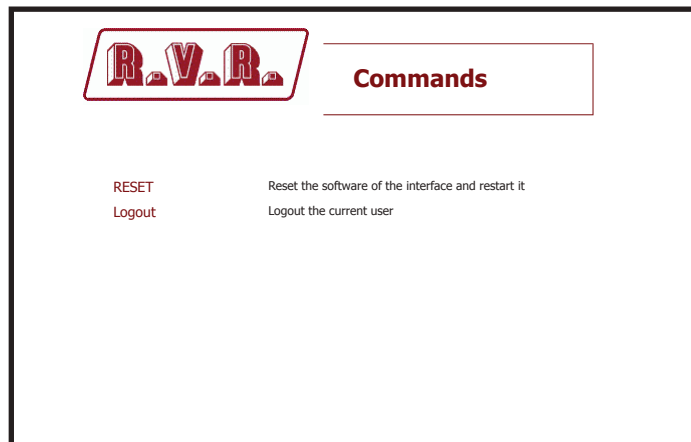 R.V.R.
Commands
RESET Reset the software of the interface and restart it
Logout Logout the current user